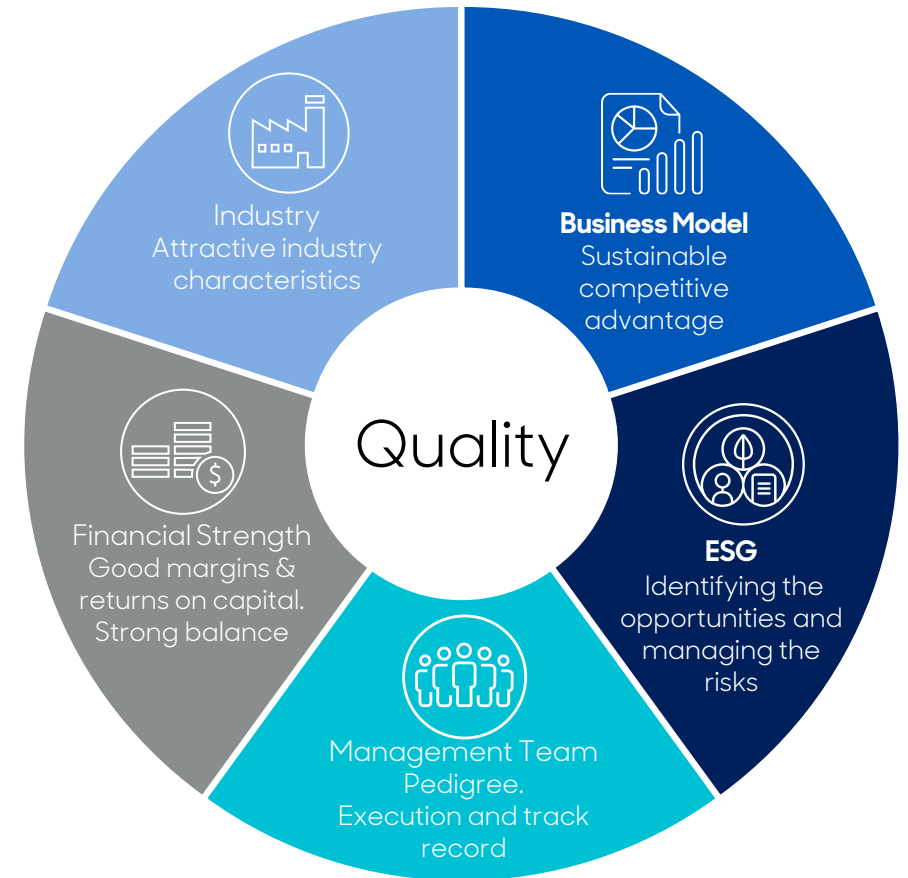 Industry
Attractive industry
characteristics
Business Model
Sustainable
competitive
advantage
Quality
$
Financial Strength
Good margins &
returns on capital.
Strong balance
ESG
Identifying the
opportunities and
managing the
risks
Management Team
Pedigree.
Execution and track
record